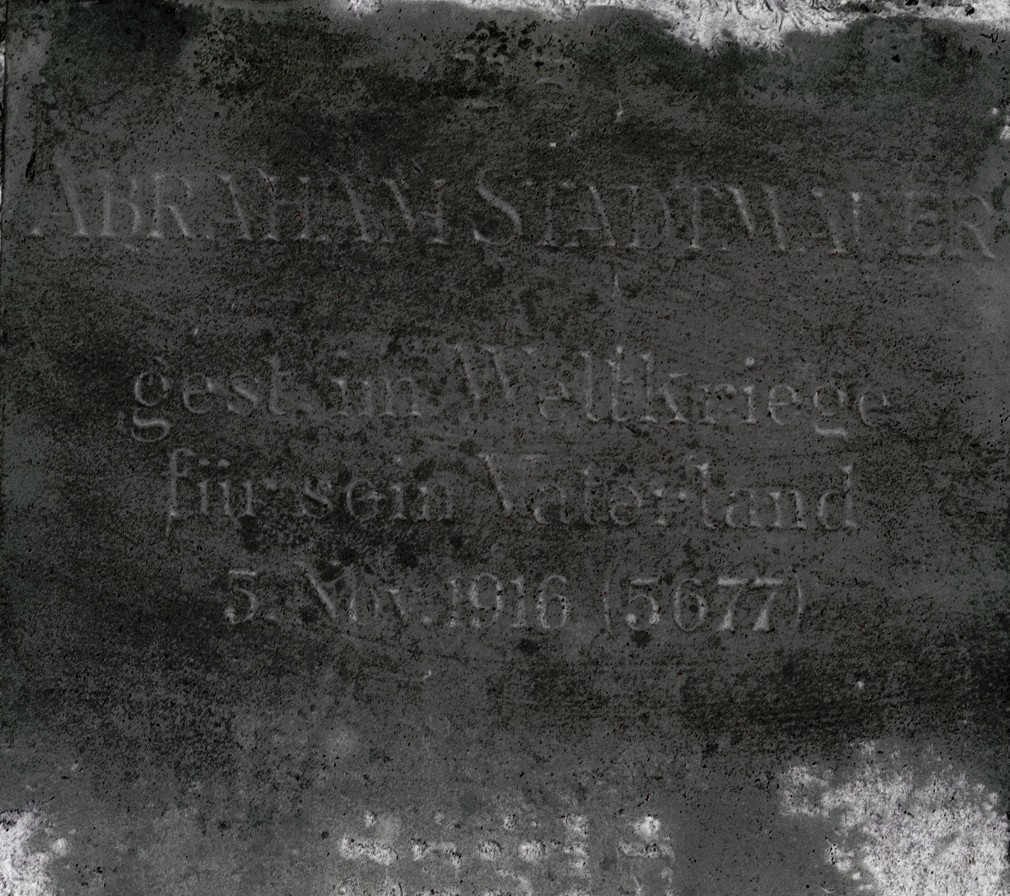 ABRAHAM STADTMAUER
gest. im Weltkriege
für sein Vaterland
5. Nov. 1916 (5677)